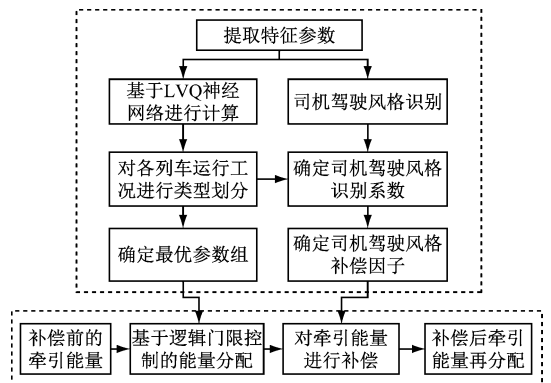 提取特征参数
基于LVQ神经
网络进行计算
司机驾驶风格识别
对各列车运行工
况进行类型划分
确定司机驾驶风格
识别系数
确定最优参数组
确定司机驾驶风格
补偿因子
补偿前的
牵引能量
基于逻辑门限控
制的能量分配
对牵引能量
进行补偿
补偿后牵引
能量再分配